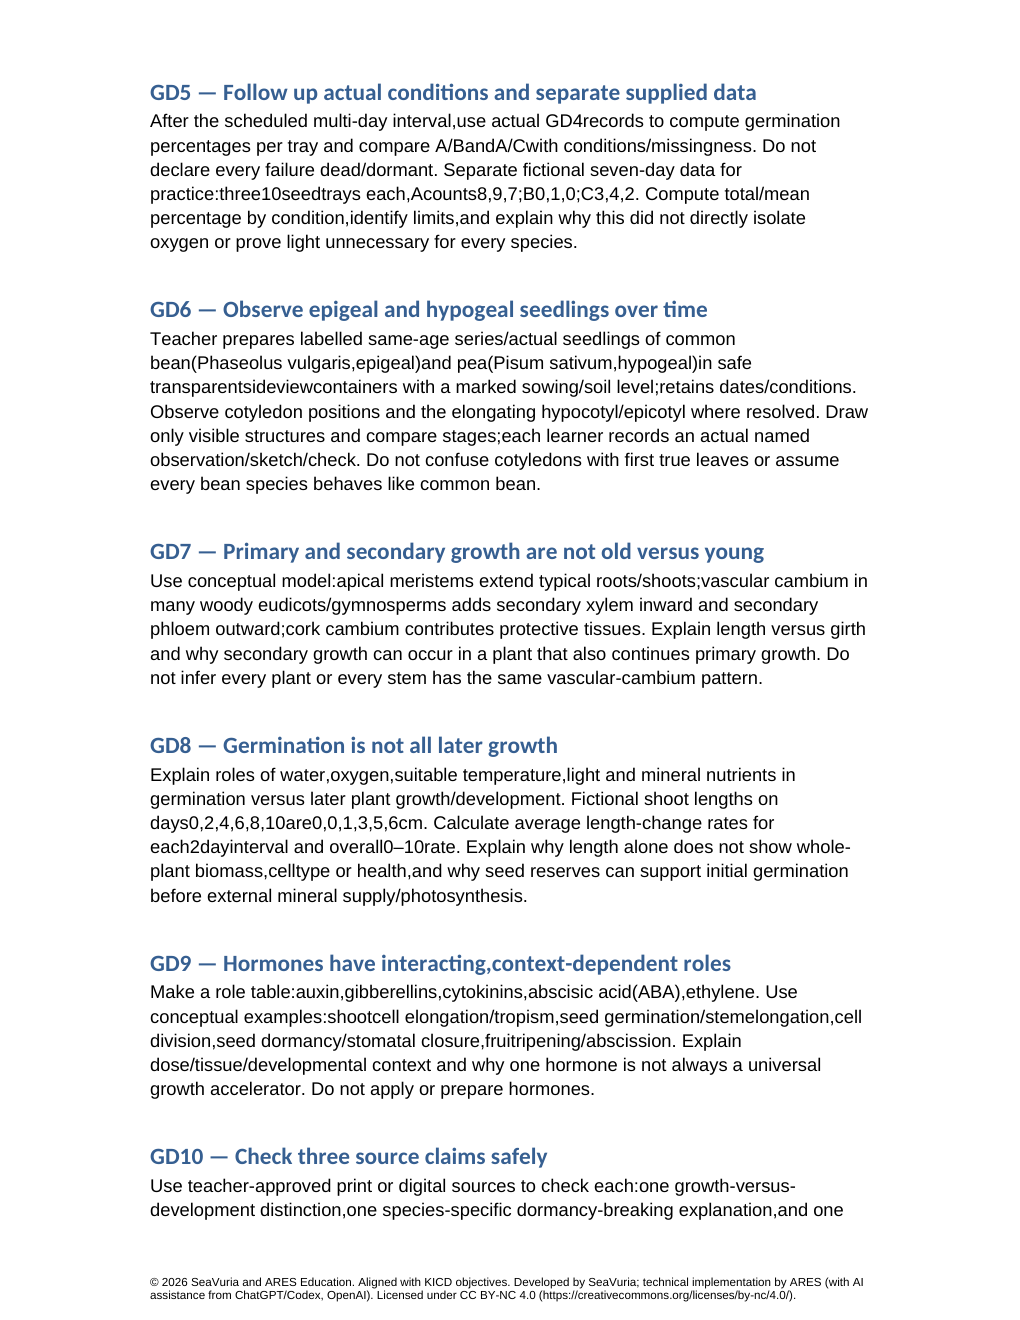 GD5 — Follow up actual conditions and separate supplied data
After the scheduled multi-day interval,use actual GD4records to compute germination
percentages per tray and compare A/BandA/Cwith conditions/missingness. Do not
declare every failure dead/dormant. Separate fictional seven-day data for
practice:three10seedtrays each,Acounts8,9,7;B0,1,0;C3,4,2. Compute total/mean
percentage by condition,identify limits,and explain why this did not directly isolate
oxygen or prove light unnecessary for every species.
GD6 — Observe epigeal and hypogeal seedlings over time
Teacher prepares labelled same-age series/actual seedlings of common
bean(Phaseolus vulgaris,epigeal)and pea(Pisum sativum,hypogeal)in safe
transparentsideviewcontainers with a marked sowing/soil level;retains dates/conditions.
Observe cotyledon positions and the elongating hypocotyl/epicotyl where resolved. Draw
only visible structures and compare stages;each learner records an actual named
observation/sketch/check. Do not confuse cotyledons with first true leaves or assume
every bean species behaves like common bean.
GD7 — Primary and secondary growth are not old versus young
Use conceptual model:apical meristems extend typical roots/shoots;vascular cambium in
many woody eudicots/gymnosperms adds secondary xylem inward and secondary
phloem outward;cork cambium contributes protective tissues. Explain length versus girth
and why secondary growth can occur in a plant that also continues primary growth. Do
not infer every plant or every stem has the same vascular-cambium pattern.
GD8 — Germination is not all later growth
Explain roles of water,oxygen,suitable temperature,light and mineral nutrients in
germination versus later plant growth/development. Fictional shoot lengths on
days0,2,4,6,8,10are0,0,1,3,5,6cm. Calculate average length-change rates for
each2dayinterval and overall0–10rate. Explain why length alone does not show whole-
plant biomass,celltype or health,and why seed reserves can support initial germination
before external mineral supply/photosynthesis.
GD9 — Hormones have interacting,context-dependent roles
Make a role table:auxin,gibberellins,cytokinins,abscisic acid(ABA),ethylene. Use
conceptual examples:shootcell elongation/tropism,seed germination/stemelongation,cell
division,seed dormancy/stomatal closure,fruitripening/abscission. Explain
dose/tissue/developmental context and why one hormone is not always a universal
growth accelerator. Do not apply or prepare hormones.
GD10 — Check three source claims safely
Use teacher-approved print or digital sources to check each:one growth-versus-
development distinction,one species-specific dormancy-breaking explanation,and one
© 2026 SeaVuria and ARES Education. Aligned with KICD objectives. Developed by SeaVuria; technical implementation by ARES (with AI
assistance from ChatGPT/Codex, OpenAI). Licensed under CC BY-NC 4.0 (https://creativecommons.org/licenses/by-nc/4.0/).